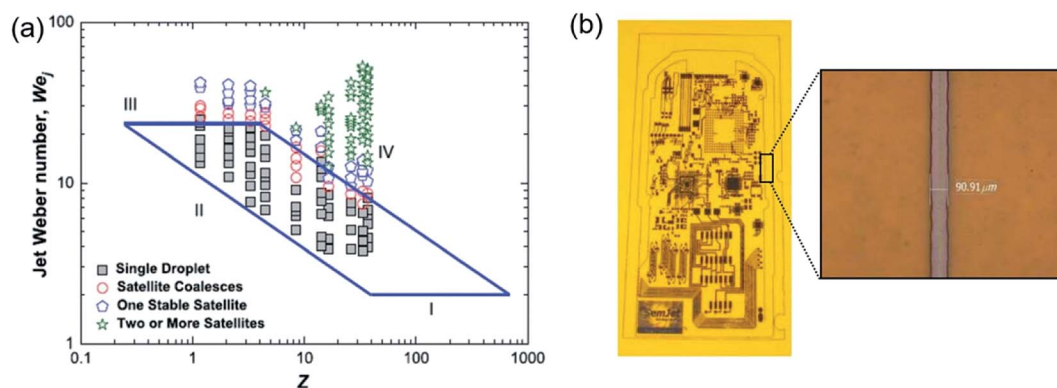 (a)
100
10
1
Jet Weber number, We_j
III
II
IV
I
Single Droplet
Satellite Coalesces
One Stable Satellite
Two or More Satellites
0.1
1
10
100
1000
Z
(b)
SemJet
90.91 µm